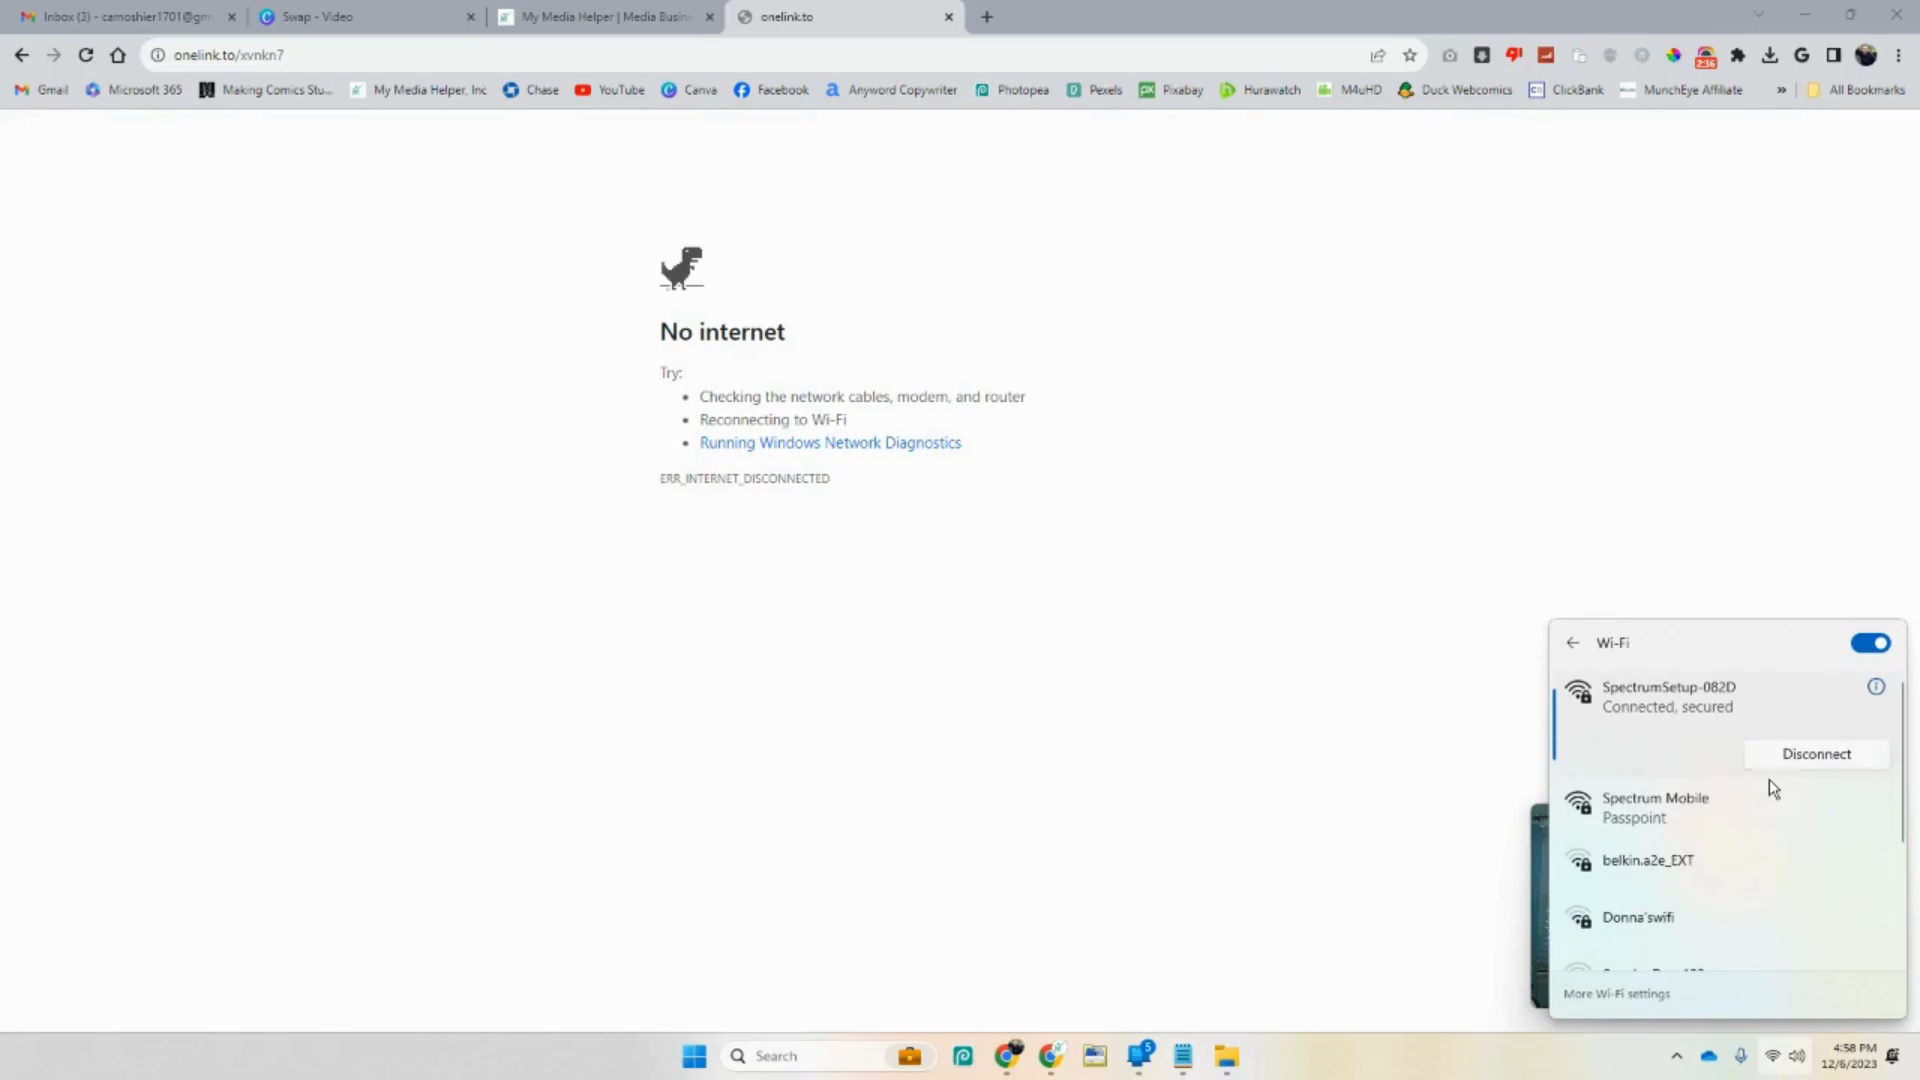 Inbox (3) - camoshier1701@gm
Swap - Video
My Media Helper | Media Busin
onelink.to
onelink.to/xvnkn7
2:36
Gmail
Microsoft 365
Making Comics Stu...
My Media Helper, Inc
Chase
YouTube
Canva
Facebook
Anyword Copywriter
Photopea
Pexels
Pixabay
Hurawatch
M4uHD
Duck Webcomics
ClickBank
MunchEye Affiliate
»
All Bookmarks
No internet
Try:
• Checking the network cables, modem, and router
• Reconnecting to Wi-Fi
• Running Windows Network Diagnostics
ERR_INTERNET_DISCONNECTED
Wi-Fi
SpectrumSetup-082D
Connected, secured
Disconnect
Spectrum Mobile
Passpoint
belkin.a2e_EXT
Donna'swifi
More Wi-Fi settings
Search
5
4:58 PM
12/6/2023